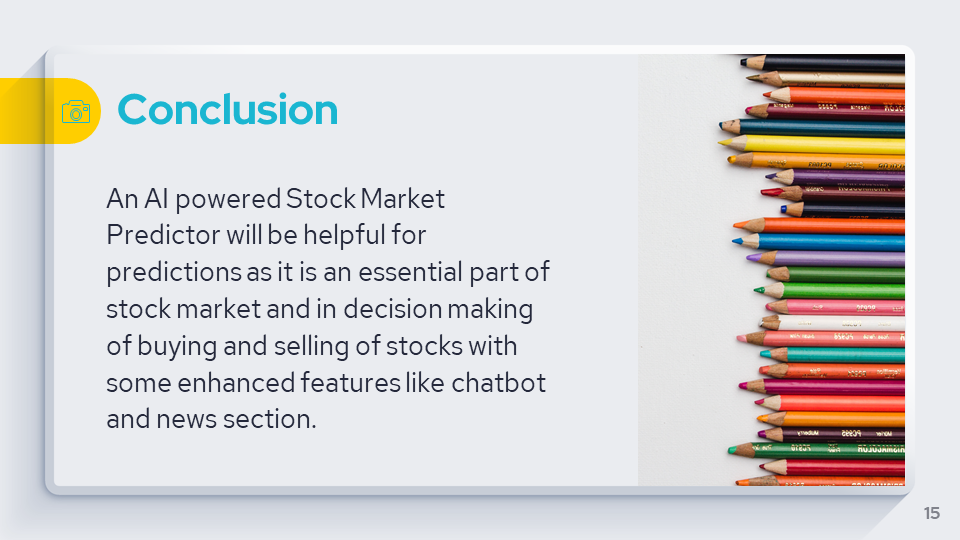 Conclusion
An AI powered Stock Market
Predictor will be helpful for
predictions as it is an essential part of
stock market and in decision making
of buying and selling of stocks with
some enhanced features like chatbot
and news section.
15